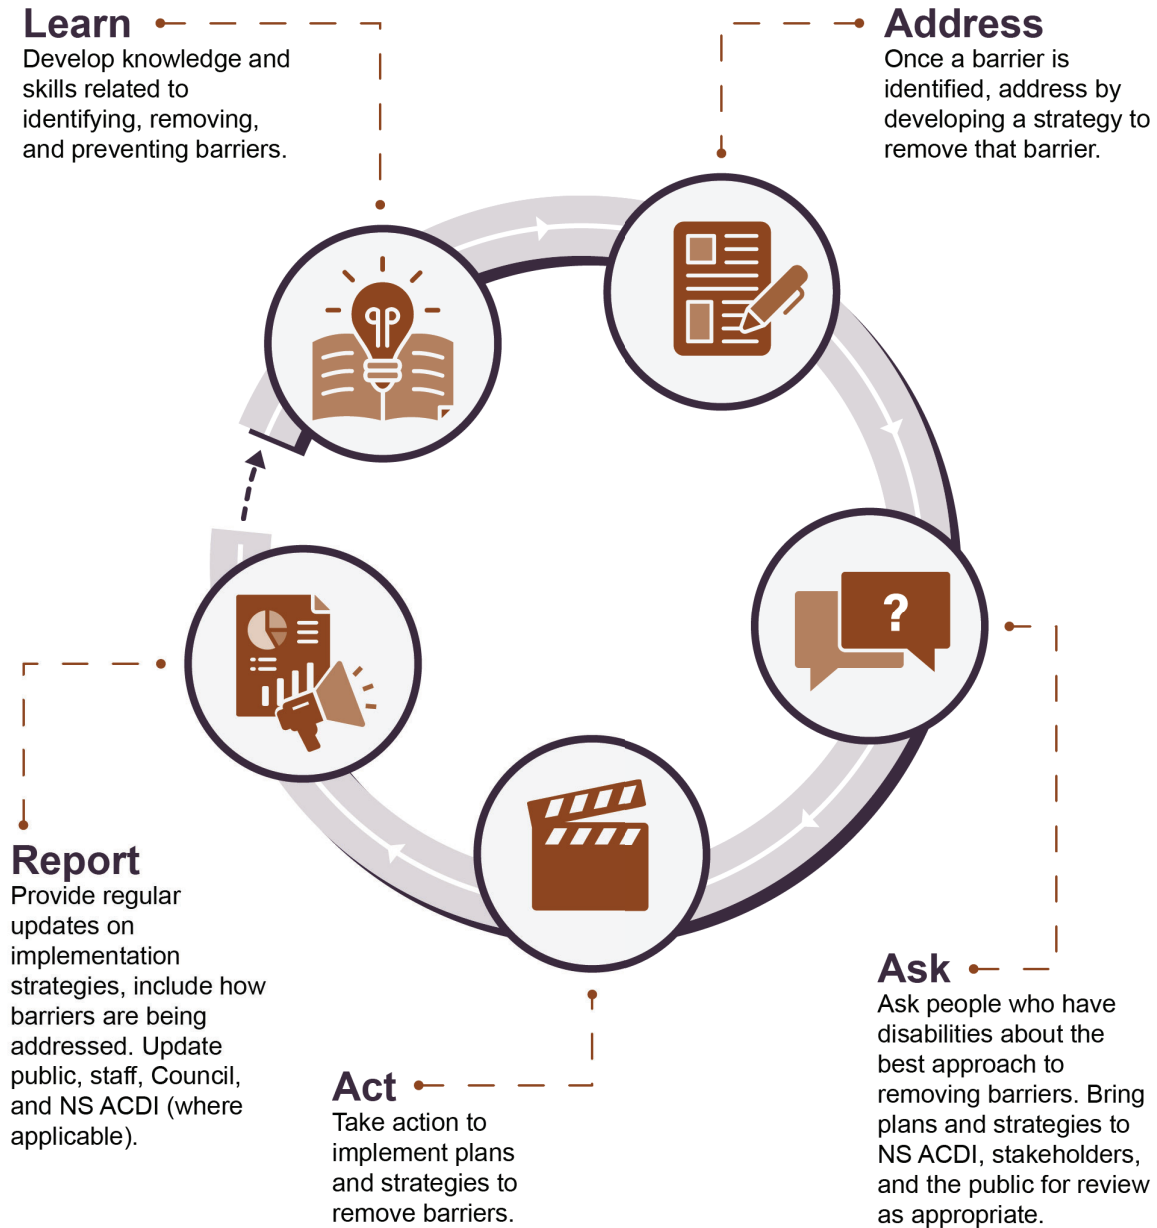 Learn
Develop knowledge and
skills related to
identifying, removing,
and preventing barriers.
Address
Once a barrier is
identified, address by
developing a strategy to
remove that barrier.
?
Ask
Ask people who have
disabilities about the
best approach to
removing barriers. Bring
plans and strategies to
NS ACDI, stakeholders,
and the public for review
as appropriate.
Act
Take action to
implement plans
and strategies to
remove barriers.
Report
Provide regular
updates on
implementation
strategies, include how
barriers are being
addressed. Update
public, staff, Council,
and NS ACDI (where
applicable).